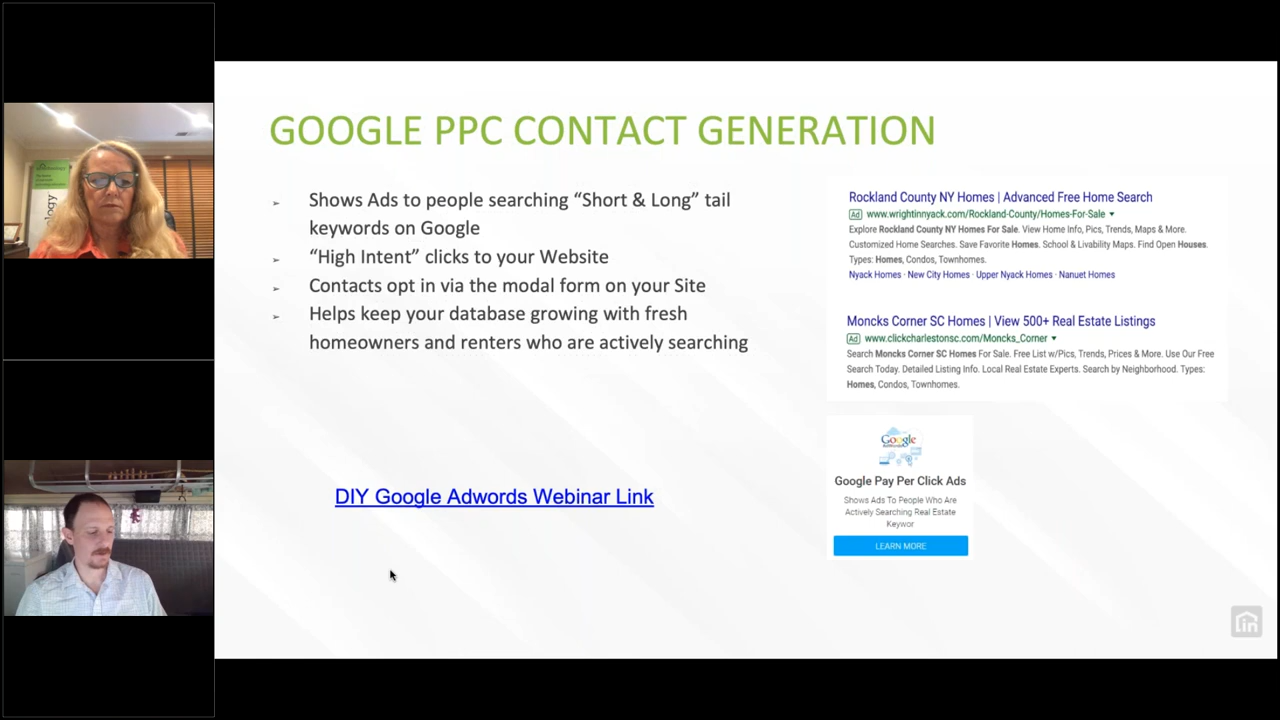 GOOGLE PPC CONTACT GENERATION
➢ Shows Ads to people searching “Short & Long” tail
keywords on Google
➢ “High Intent” clicks to your Website
➢ Contacts opt in via the modal form on your Site
➢ Helps keep your database growing with fresh
homeowners and renters who are actively searching
DIY Google Adwords Webinar Link
Rockland County NY Homes | Advanced Free Home Search
Ad www.wrightinnyack.com/Rockland-County/Homes-For-Sale
Explore Rockland County NY Homes For Sale. View Home Info, Pics, Trends, Maps & More.
Customized Home Searches. Save Favorite Homes. School & Livability Maps. Find Open Houses.
Types: Homes, Condos, Townhomes.
Nyack Homes · New City Homes · Upper Nyack Homes · Nanuet Homes
Moncks Corner SC Homes | View 500+ Real Estate Listings
Ad www.clickcharlestonsc.com/Moncks_Corner
Search Moncks Corner SC Homes For Sale. Free List w/Pics, Trends, Prices & More. Use Our Free
Search Today. Detailed Listing Info. Local Real Estate Experts. Search by Neighborhood. Types:
Homes, Condos, Townhomes.
Google
AdWords
Google Pay Per Click Ads
Shows Ads To People Who Are
Actively Searching Real Estate
Keywor
LEARN MORE
in
ology